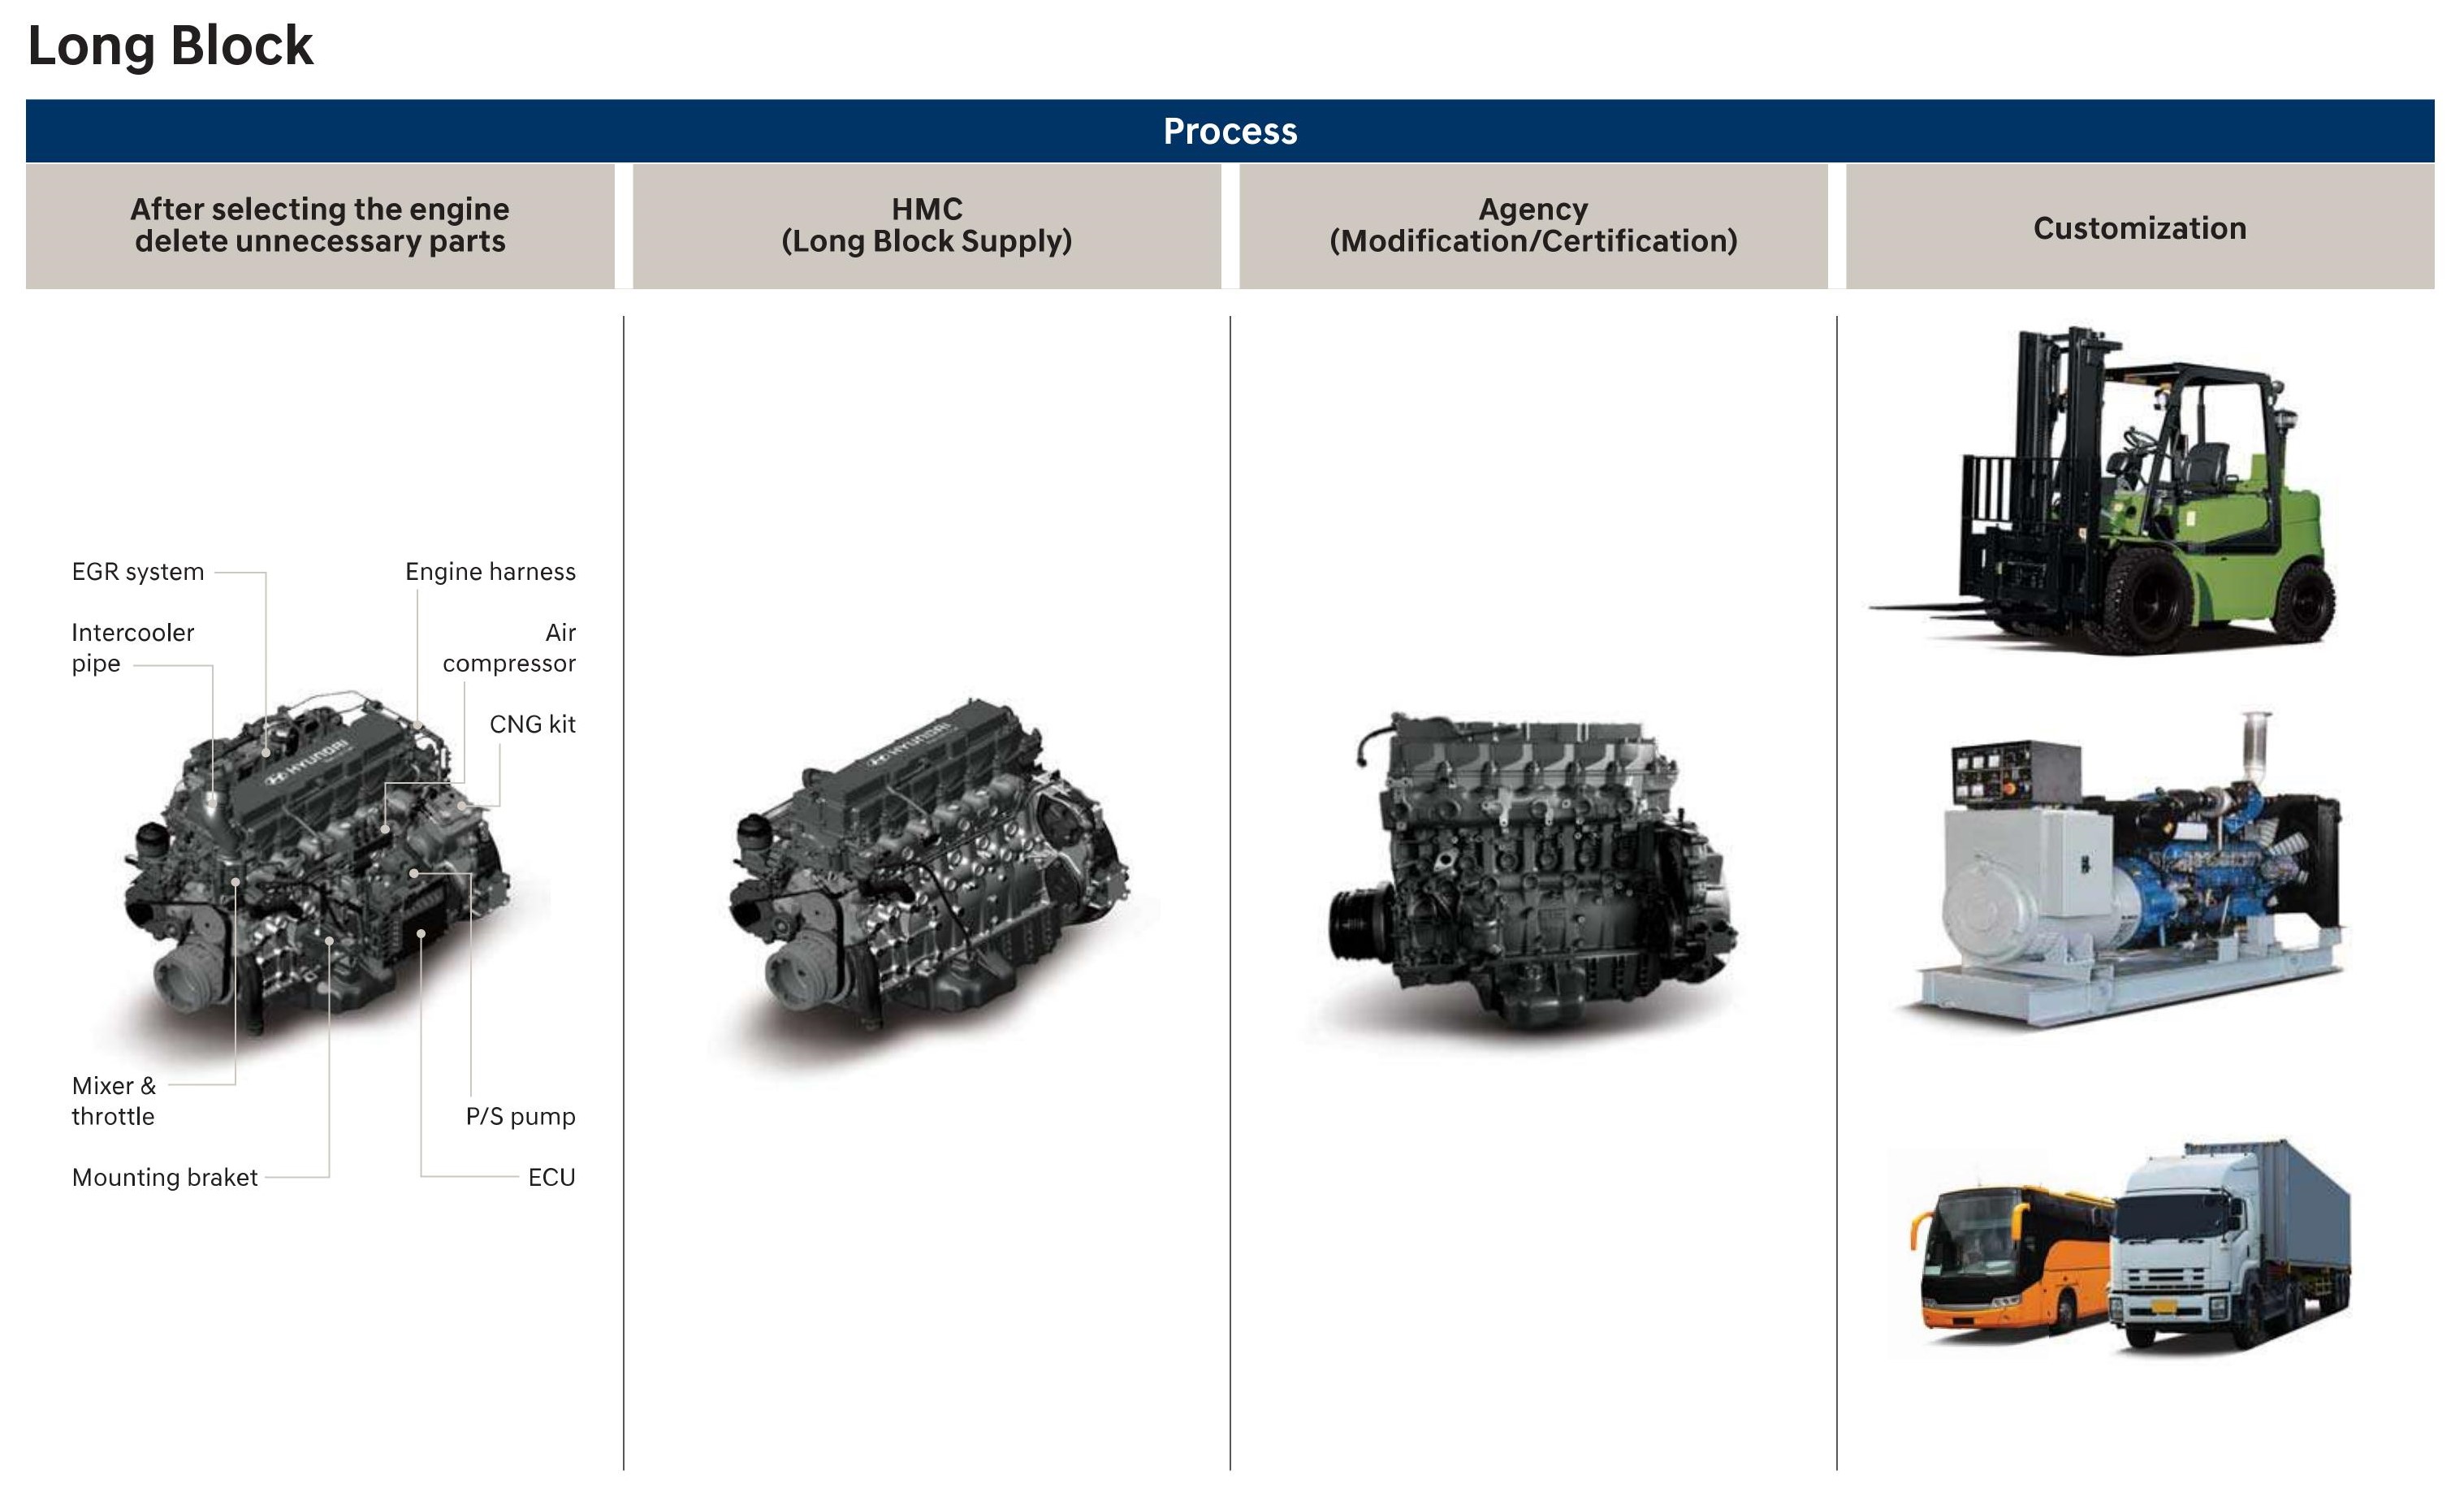 Long Block
Process
After selecting the engine
delete unnecessary parts
HMC
(Long Block Supply)
Agency
(Modification/Certification)
Customization
EGR system
Engine harness
Intercooler
pipe
Air
compressor
CNG kit
HYUNDAI
HYUNDAI
Mixer &
throttle
P/S pump
Mounting braket
ECU